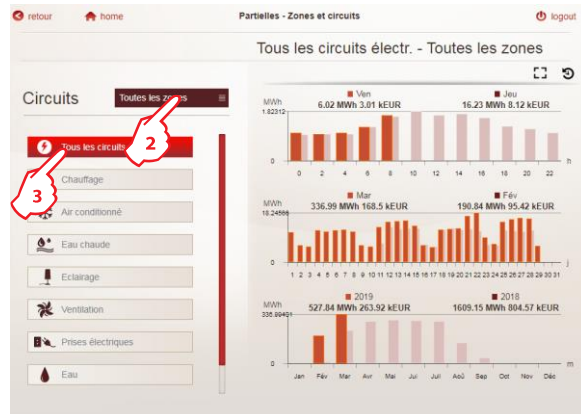 retour home Partielles - Zones et circuits logout
Tous les circuits électr. - Toutes les zones
Circuits Toutes les zones
2
Tous les circuits
3
Chauffage
Air conditionné
Eau chaude
Eclairage
Ventilation
Prises électriques
Eau
MWh Ven Jeu
6.02 MWh 3.01 kEUR 16.23 MWh 8.12 kEUR
1.82312
0
0 2 4 6 8 10 12 14 16 18 20 22 h
MWh Mar Fév
336.99 MWh 168.5 kEUR 190.84 MWh 95.42 kEUR
0
1 2 3 4 5 6 7 8 9 10 11 12 13 14 15 16 17 18 19 20 21 22 23 24 25 26 27 28 29 30 31 j
MWh 2019 2018
527.84 MWh 263.92 kEUR 1609.15 MWh 804.57 kEUR
0
Jan Fév Mar Avr Mai Jui Juil Aoû Sep Oct Nov Déc m